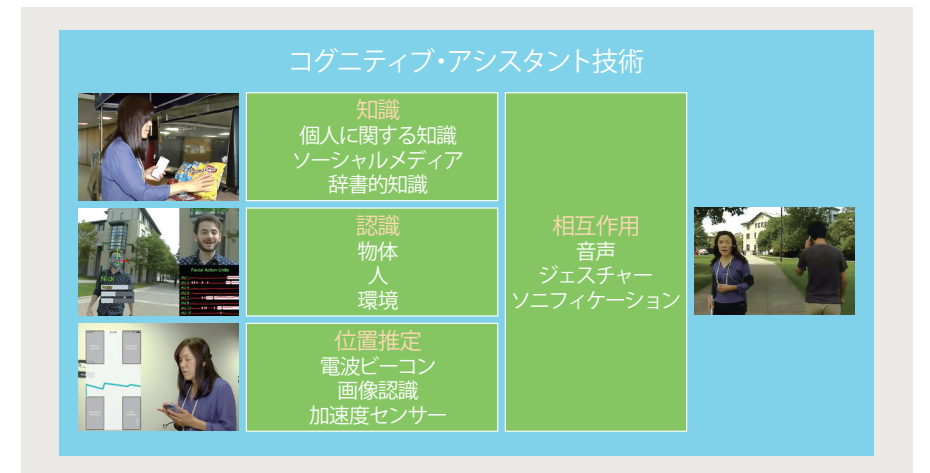 コグニティブ・アシスタント技術
知識
個人に関する知識
ソーシャルメディア
辞書的知識
認識
物体
人
環境
位置推定
電波ビーコン
画像認識
加速度センサー
相互作用
音声
ジェスチャー
ソニフィケーション
Nick
Facial Action Units